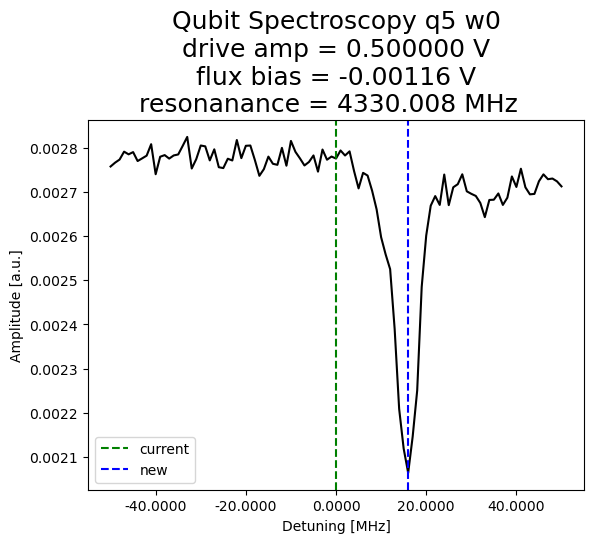 Qubit Spectroscopy q5 w0
drive amp = 0.500000 V
flux bias = -0.00116 V
resonanance = 4330.008 MHz
0.0028
0.0027
0.0026
0.0025
0.0024
0.0023
0.0022
0.0021
Amplitude [a.u.]
current
new
-40.0000 -20.0000 0.0000 20.0000 40.0000
Detuning [MHz]